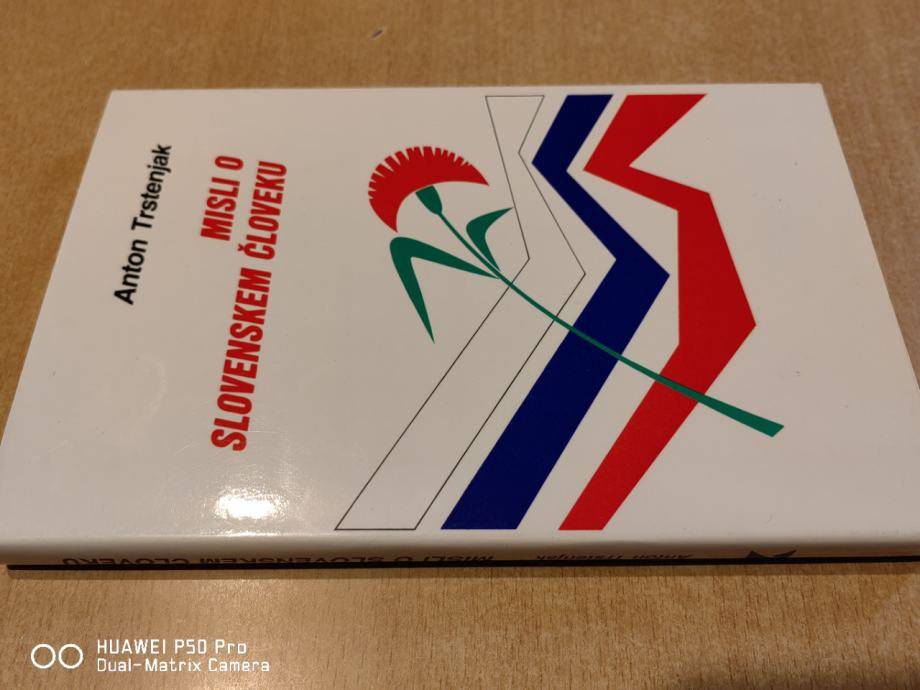 Anton Trstenjak
MISLI O
SLOVENSKEM ČLOVEKU
Anton Trstenjak
MISLI O SLOVENSKEM ČLOVEKU
HUAWEI P50 Pro
Dual-Matrix Camera